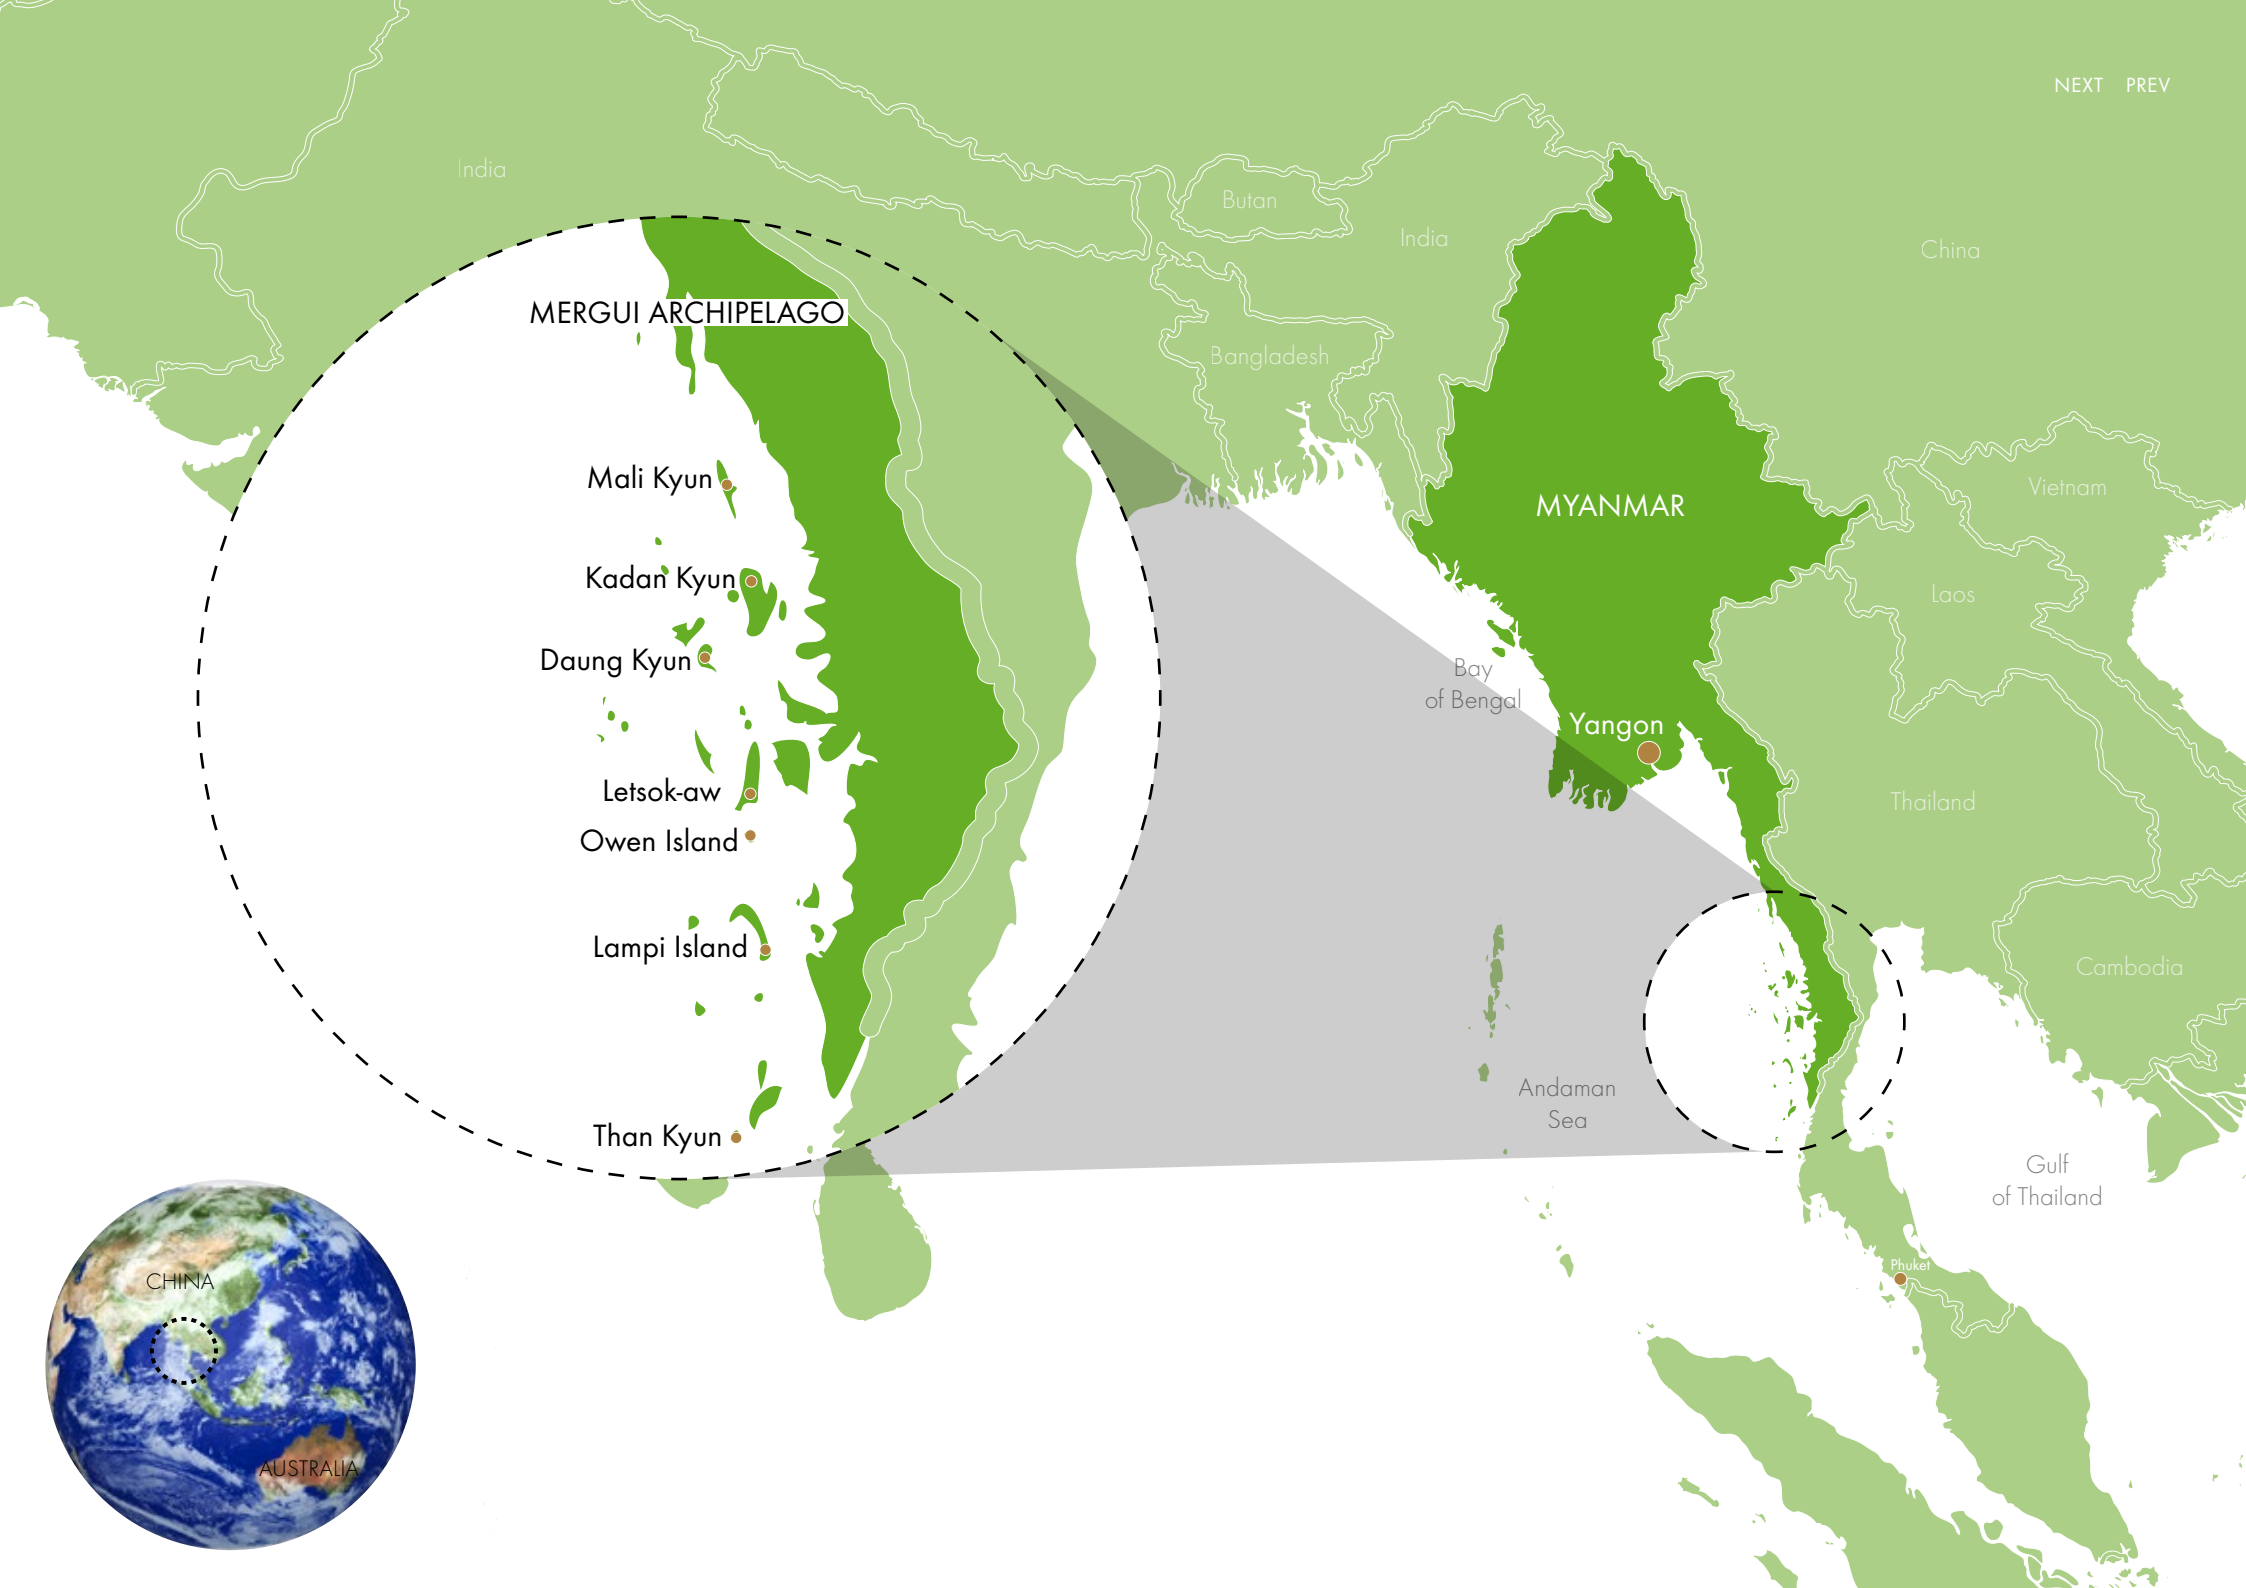 NEXT PREV
India
Butan
India
China
MERGUI ARCHIPELAGO
Bangladesh
Mali Kyun
Vietnam
MYANMAR
Kadan Kyun
Laos
Daung Kyun
Bay
of Bengal
Yangon
Letsok-aw
Thailand
Owen Island
Lampi Island
Cambodia
Andaman
Sea
Than Kyun
Gulf
of Thailand
Phuket
CHINA
AUSTRALIA